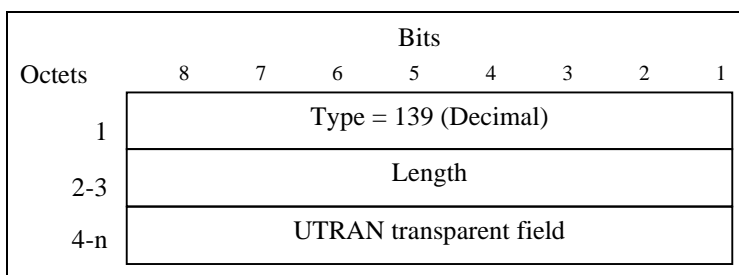 Bits
Octets 8 7 6 5 4 3 2 1
1 Type = 139 (Decimal)
2-3 Length
4-n UTRAN transparent field